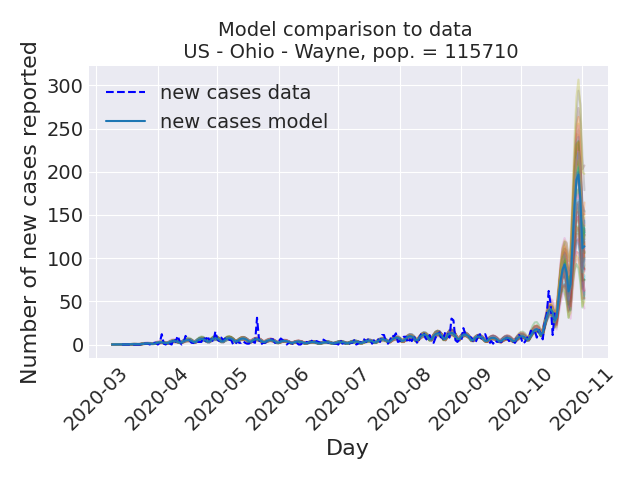 Model comparison to data
US - Ohio - Wayne, pop. = 115710
Number of new cases reported
300
250
200
150
100
50
0
new cases data
new cases model
2020-03
2020-04
2020-05
2020-06
2020-07
2020-08
2020-09
2020-10
2020-11
Day